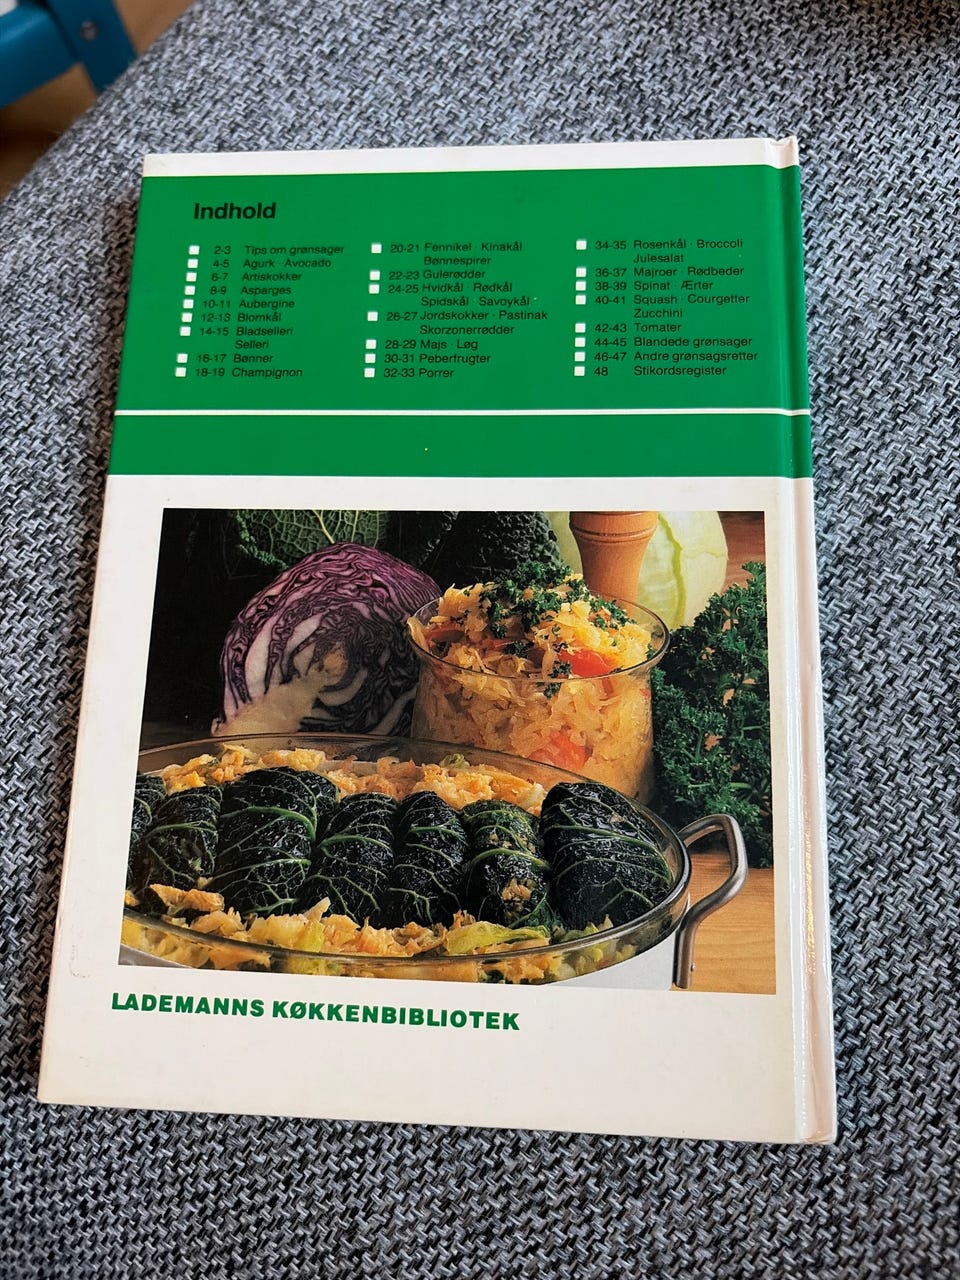 Indhold
2-3 Tips om grønsager
4-5 Agurk · Avocado
6-7 Artiskokker
8-9 Asparges
10-11 Aubergine
12-13 Blomkål
14-15 Bladselleri
Selleri
16-17 Bønner
18-19 Champignon
20-21 Fennikel · Kinakål
Bønnespirer
22-23 Gulerødder
24-25 Hvidkål · Rødkål
Spidskål · Savoykål
26-27 Jordskokker · Pastinak
Skorzonerrødder
28-29 Majs · Løg
30-31 Peberfrugter
32-33 Porrer
34-35 Rosenkål · Broccoli
Julesalat
36-37 Majroer · Rødbeder
38-39 Spinat · Ærter
40-41 Squash · Courgetter
Zucchini
42-43 Tomater
44-45 Blandede grønsager
46-47 Andre grønsagsretter
48 Stikordsregister
LADEMANNS KØKKENBIBLIOTEK